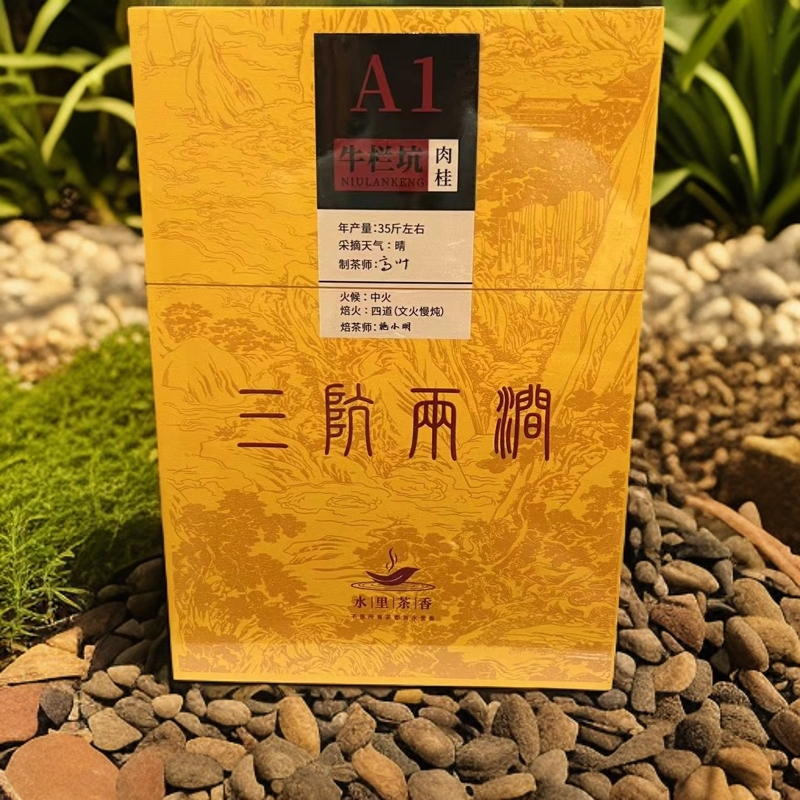 A1
牛栏坑
NIULANKENG
肉桂
年产量:35斤左右
采摘天气:晴
制茶师:
火候:中火
焙火:四道(文火慢炖)
焙茶师:
三阬兩澗
水里茶香